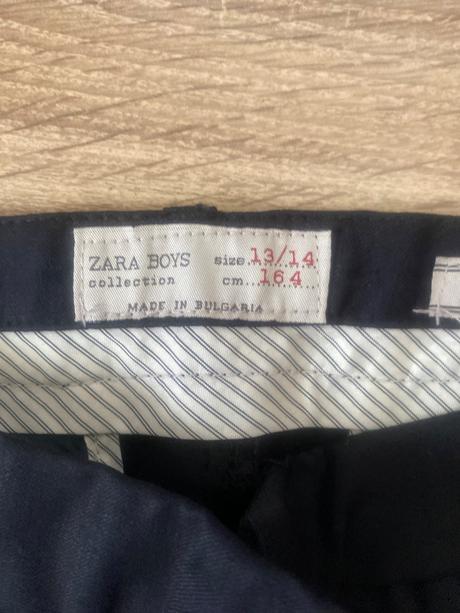 ZARA BOYS size 13/14
collection cm 164
MADE IN BULGARIA